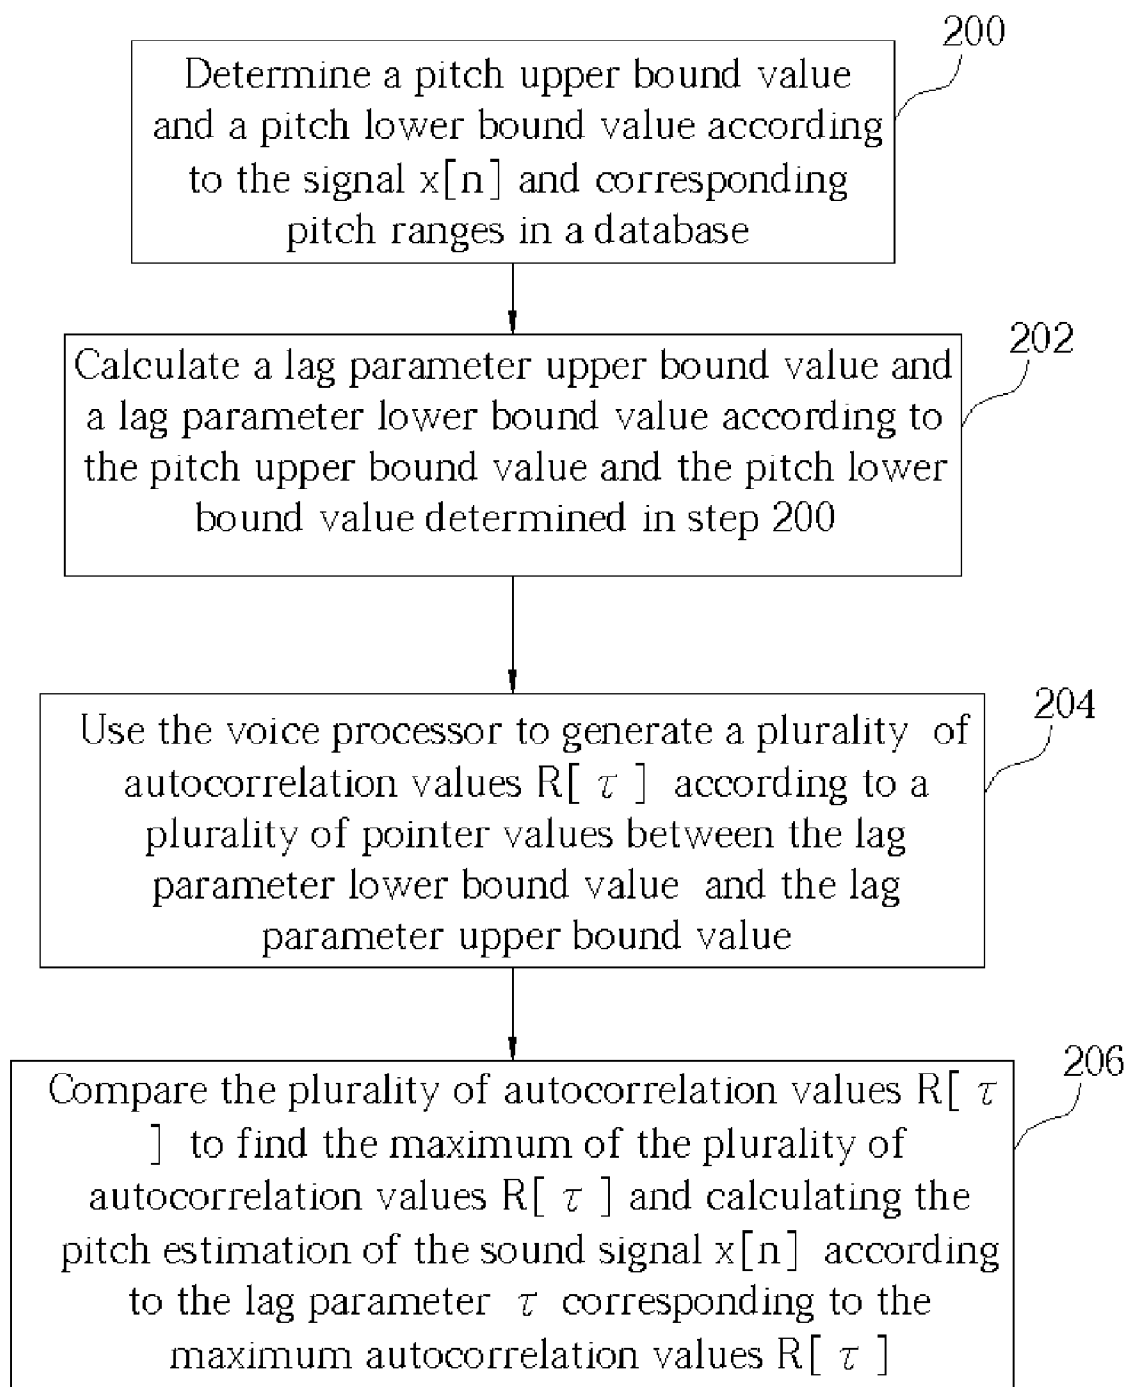 200
Determine a pitch upper bound value
and a pitch lower bound value according
to the signal x[n] and corresponding
pitch ranges in a database
202
Calculate a lag parameter upper bound value and
a lag parameter lower bound value according to
the pitch upper bound value and the pitch lower
bound value determined in step 200
204
Use the voice processor to generate a plurality of
autocorrelation values R[ τ ] according to a
plurality of pointer values between the lag
parameter lower bound value and the lag
parameter upper bound value
206
Compare the plurality of autocorrelation values R[ τ
] to find the maximum of the plurality of
autocorrelation values R[ τ ] and calculating the
pitch estimation of the sound signal x[n] according
to the lag parameter τ corresponding to the
maximum autocorrelation values R[ τ ]